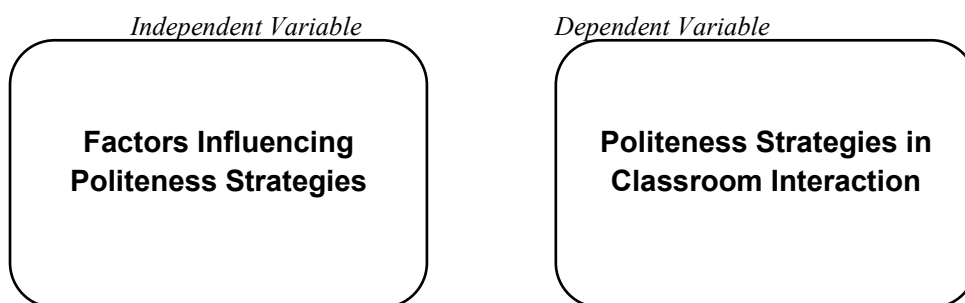 Independent Variable
Dependent Variable
Factors Influencing
Politeness Strategies
Politeness Strategies in
Classroom Interaction